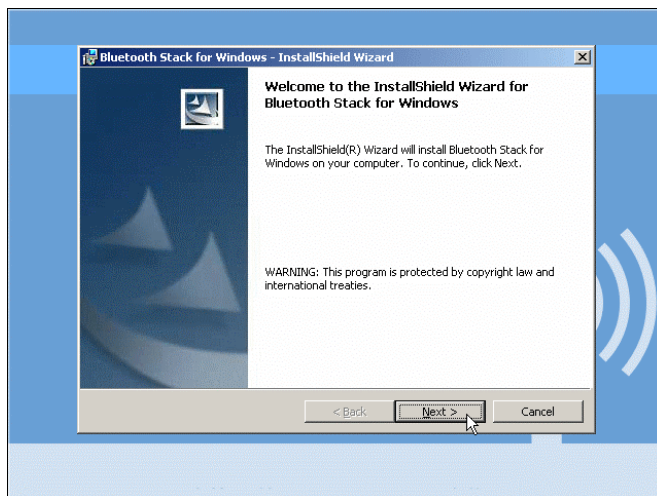 Bluetooth Stack for Windows - InstallShield Wizard
Welcome to the InstallShield Wizard for
Bluetooth Stack for Windows
The InstallShield(R) Wizard will install Bluetooth Stack for
Windows on your computer. To continue, click Next.
WARNING: This program is protected by copyright law and
international treaties.
< Back
Next >
Cancel